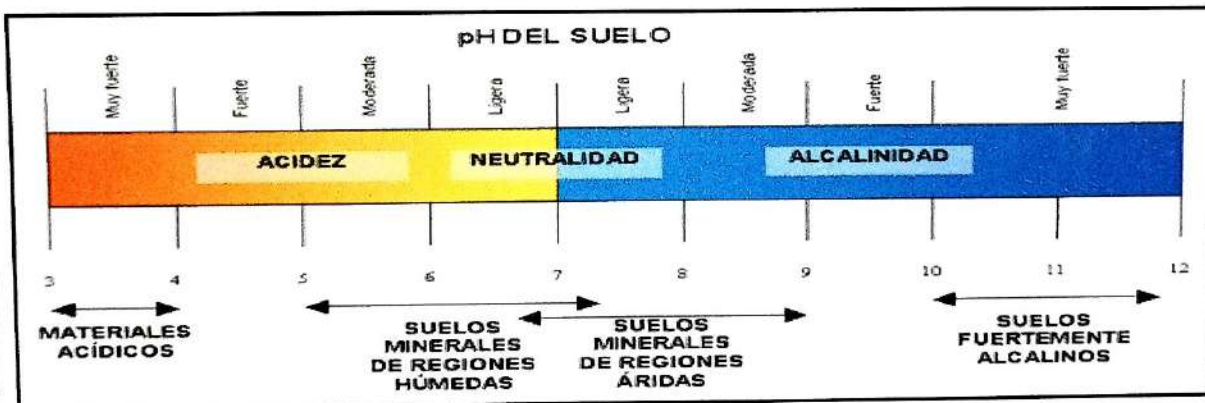 pH DEL SUELO
Muy fuerte
Fuerte
Moderada
Ligera
Ligera
Moderada
Fuerte
Muy fuerte
ACIDEZ
NEUTRALIDAD
ALCALINIDAD
3 4 5 6 7 8 9 10 11 12
MATERIALES
ACÍDICOS
SUELOS
MINERALES
DE REGIONES
HÚMEDAS
SUELOS
MINERALES
DE REGIONES
ÁRIDAS
SUELOS
FUERTEMENTE
ALCALINOS